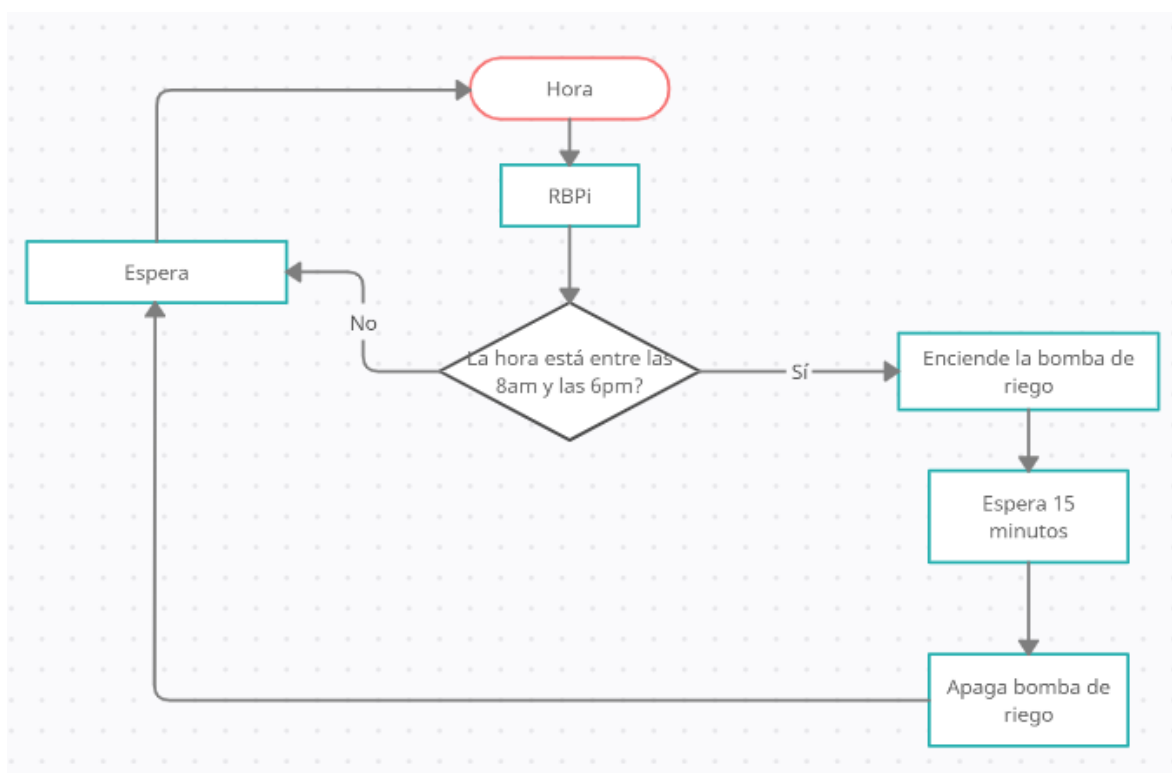 Hora
RBPi
Espera
No
La hora está entre las
8am y las 6pm?
Sí
Enciende la bomba de
riego
Espera 15
minutos
Apaga bomba de
riego